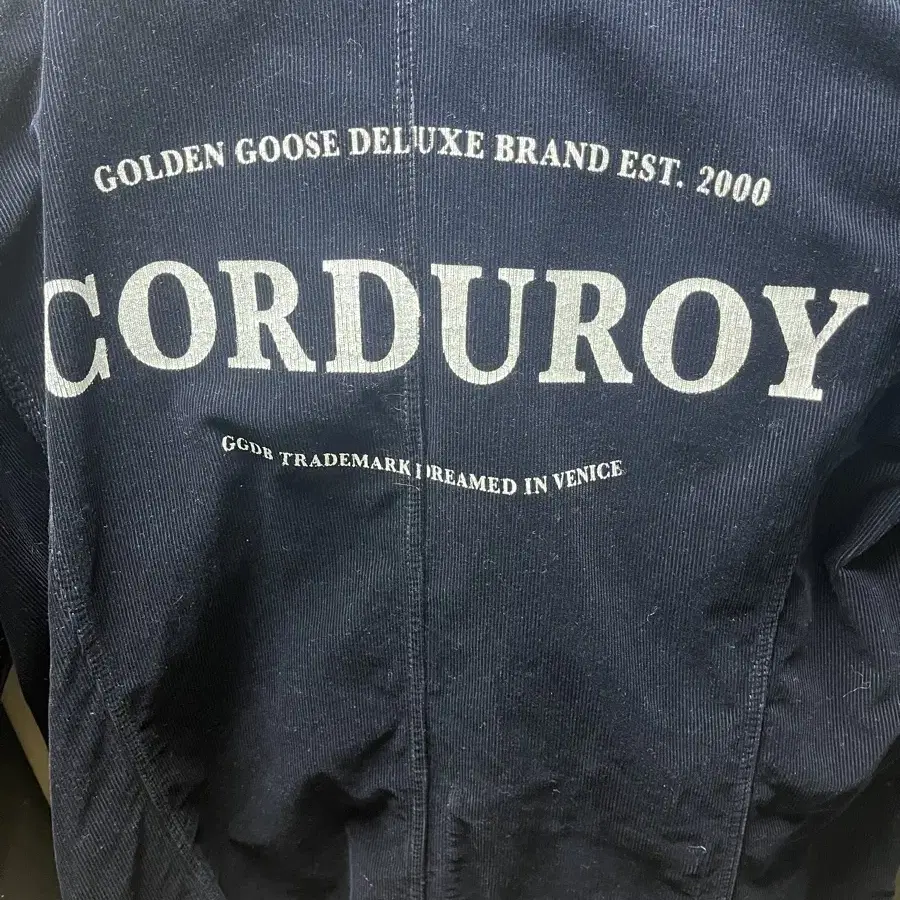 GOLDEN GOOSE DELUXE BRAND EST. 2000
CORDUROY
GGDB TRADEMARK DREAMED IN VENICE